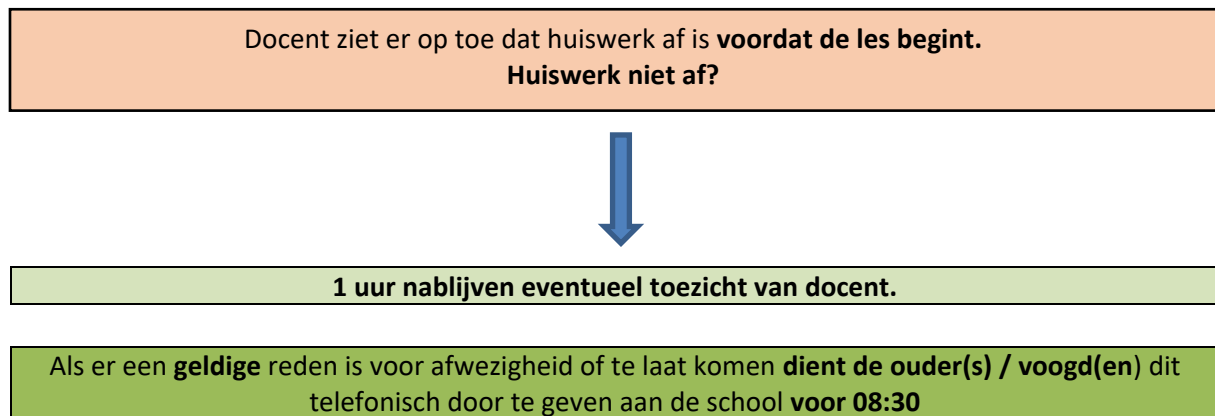 Docent ziet er op toe dat huiswerk af is voordat de les begint.
Huiswerk niet af?
1 uur nablijven eventueel toezicht van docent.
Als er een geldige reden is voor afwezigheid of te laat komen dient de ouder(s) / voogd(en) dit
telefonisch door te geven aan de school voor 08:30